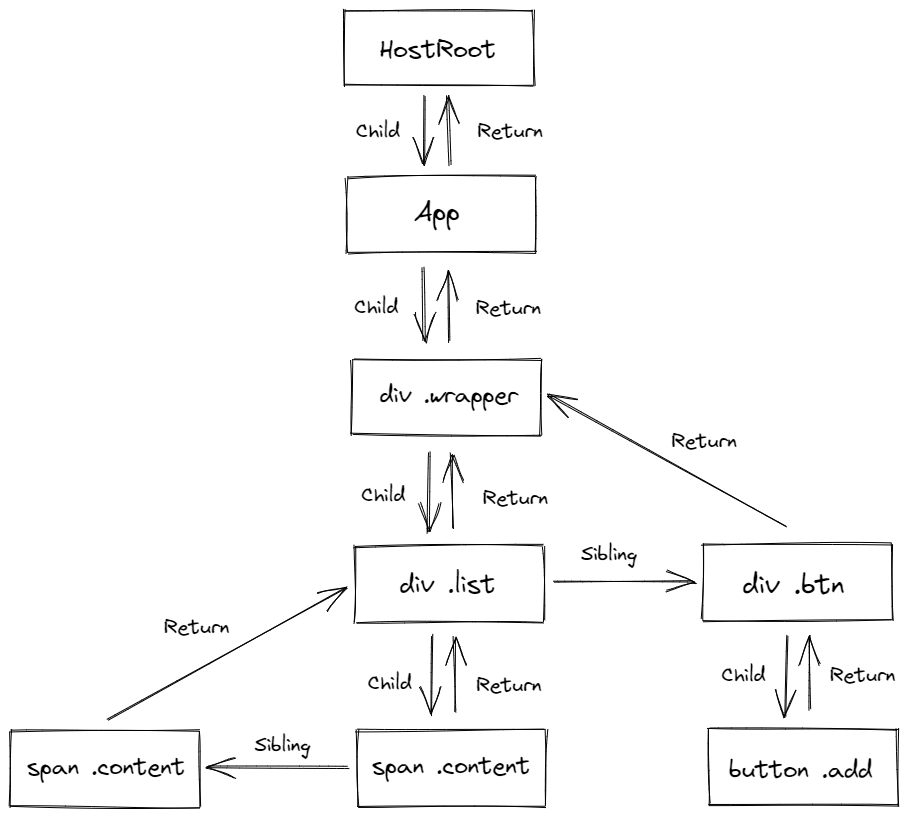 HostRoot
Child
Return
App
Child
Return
div .wrapper
Return
Child
Return
div .list
Sibling
div .btn
Return
Child
Return
Child
Return
span .content
Sibling
span .content
button .add